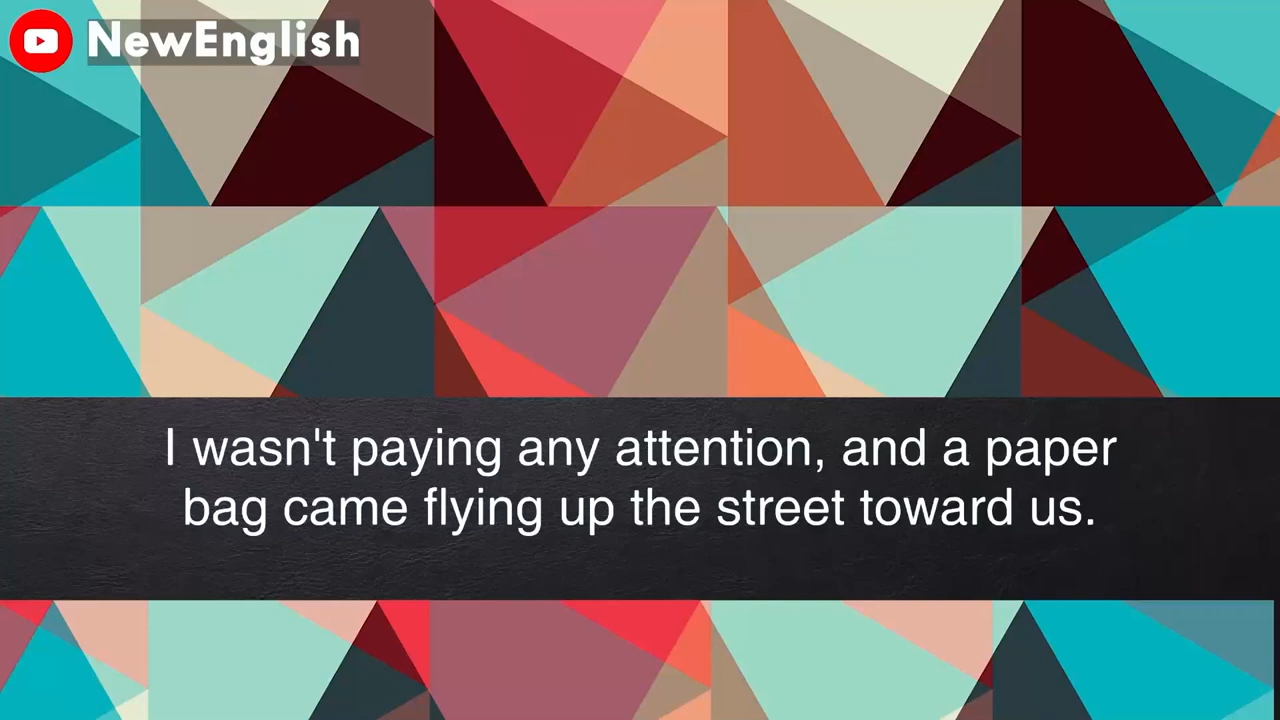 NewEnglish
I wasn't paying any attention, and a paper
bag came flying up the street toward us.